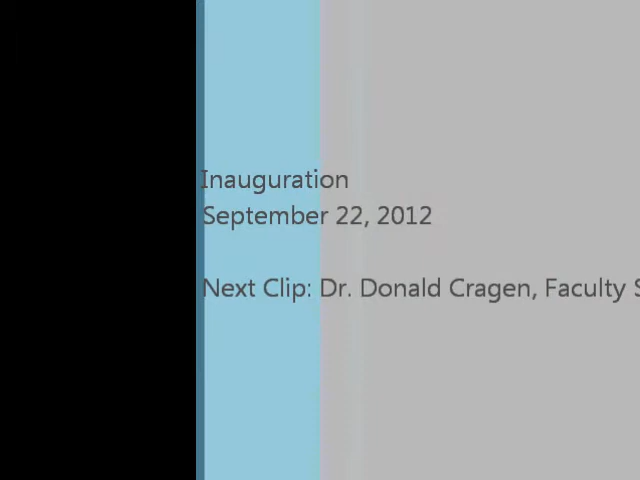 Inauguration
September 22, 2012
Next Clip: Dr. Donald Cragen, Faculty